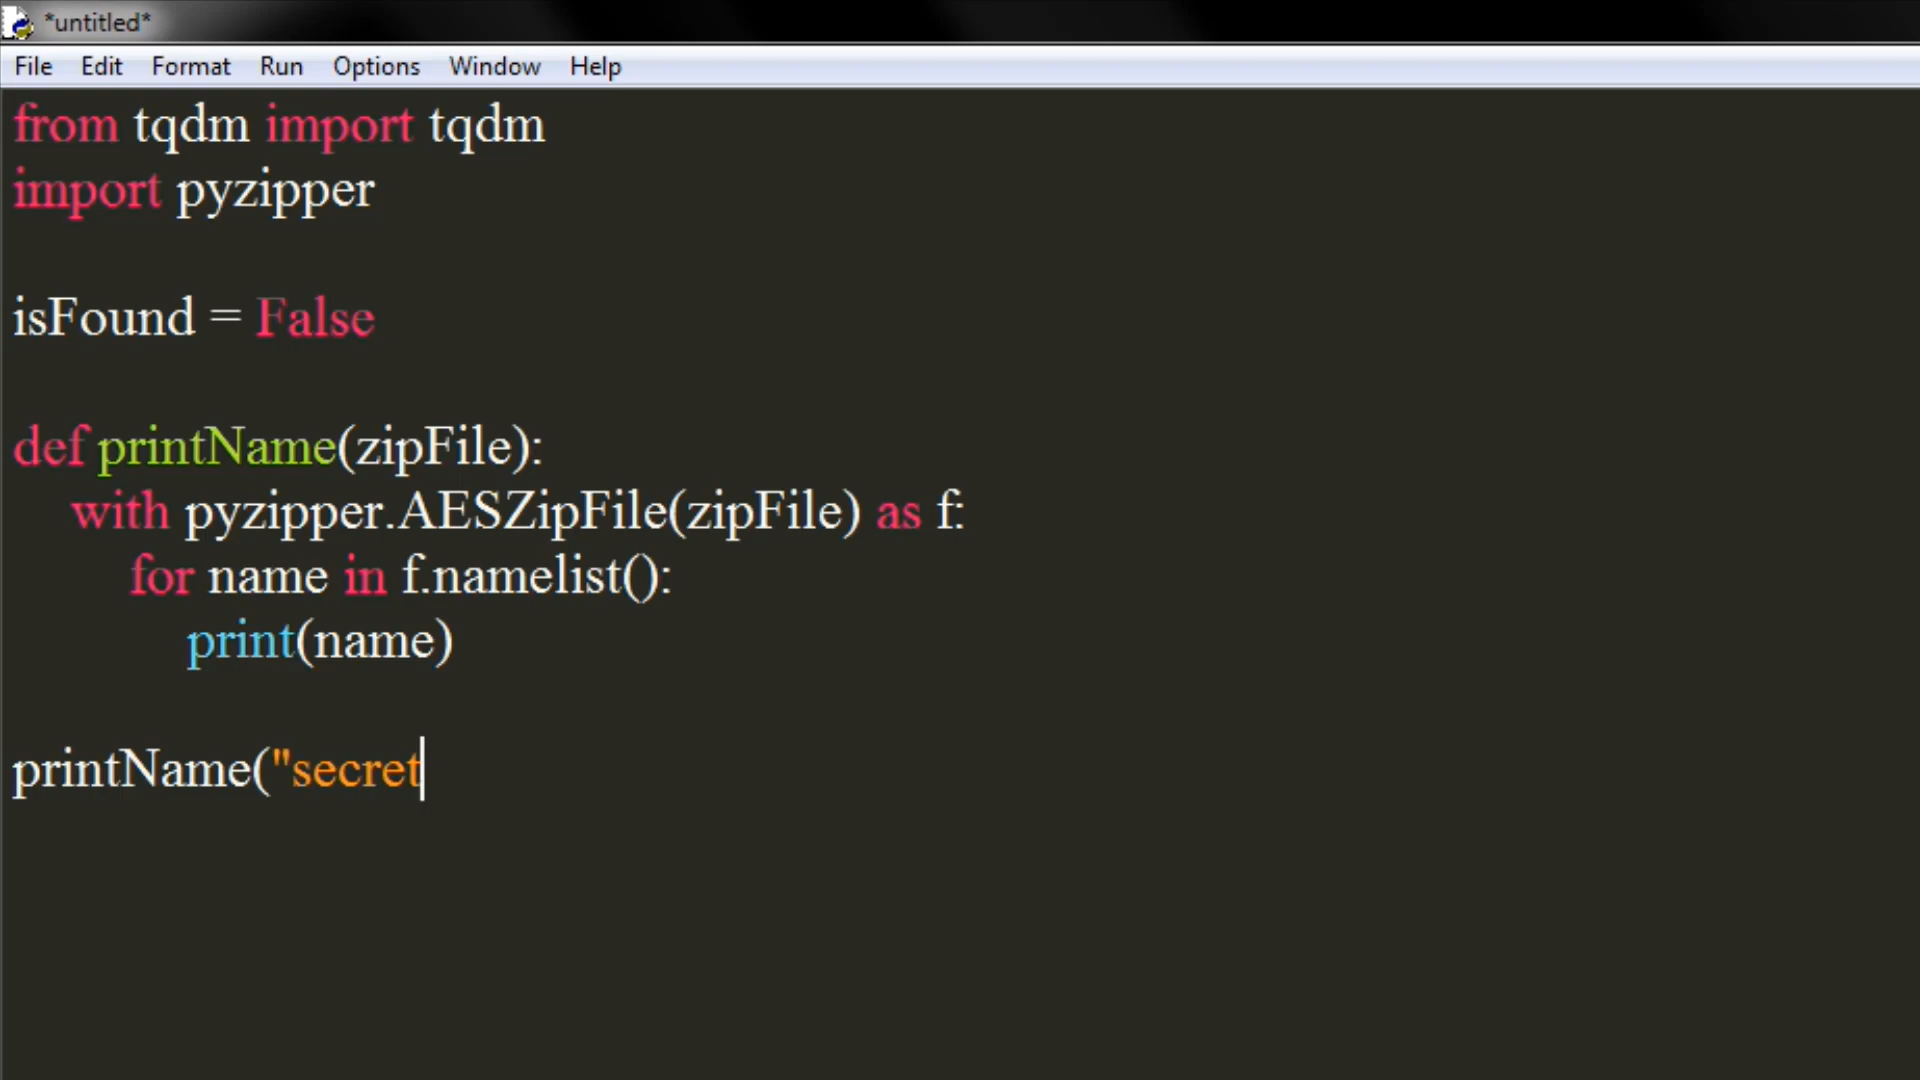 *untitled*
File Edit Format Run Options Window Help
from tqdm import tqdm
import pyzipper
isFound = False
def printName(zipFile):
with pyzipper.AESZipFile(zipFile) as f:
for name in f.namelist():
print(name)
printName("secret